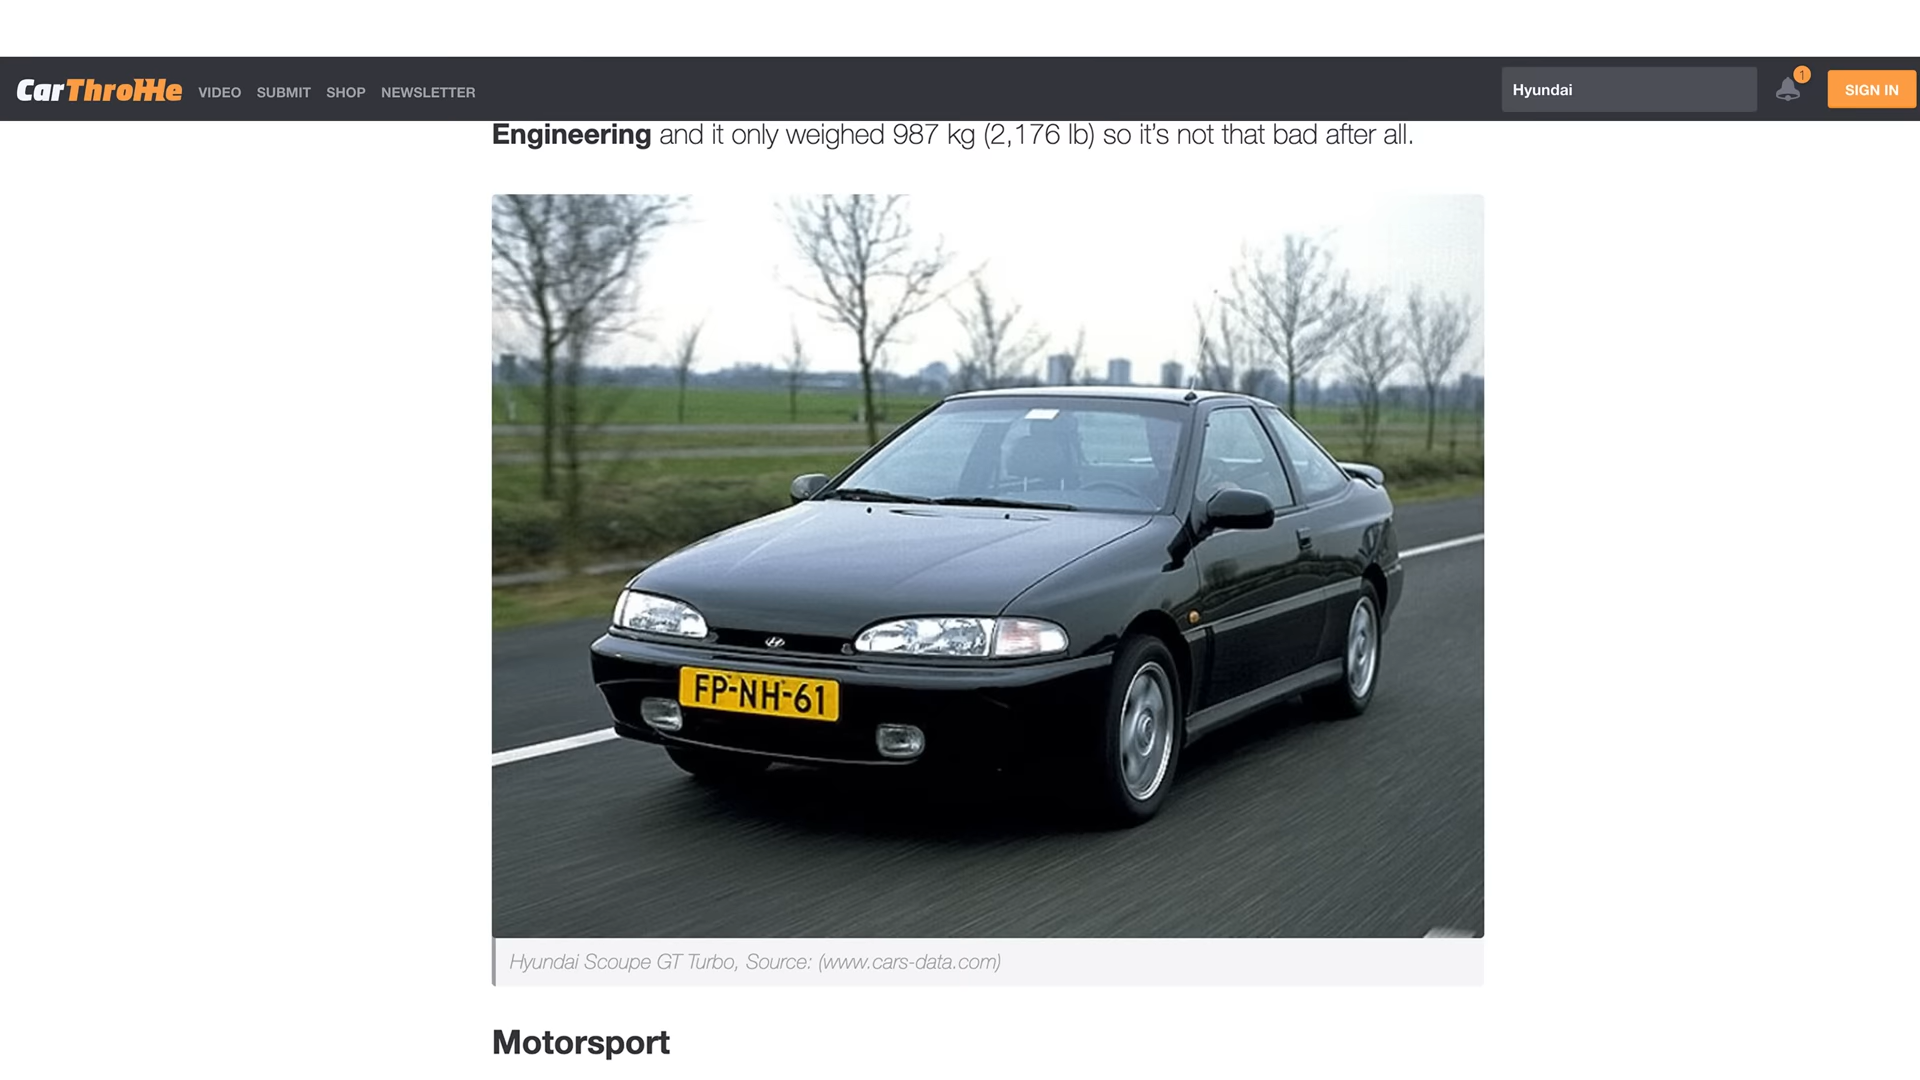 CarThrottle VIDEO SUBMIT SHOP NEWSLETTER Hyundai 1 SIGN IN
Engineering and it only weighed 987 kg (2,176 lb) so it’s not that bad after all.
FP-NH-61
Hyundai Scoupe GT Turbo, Source: (www.cars-data.com)
Motorsport